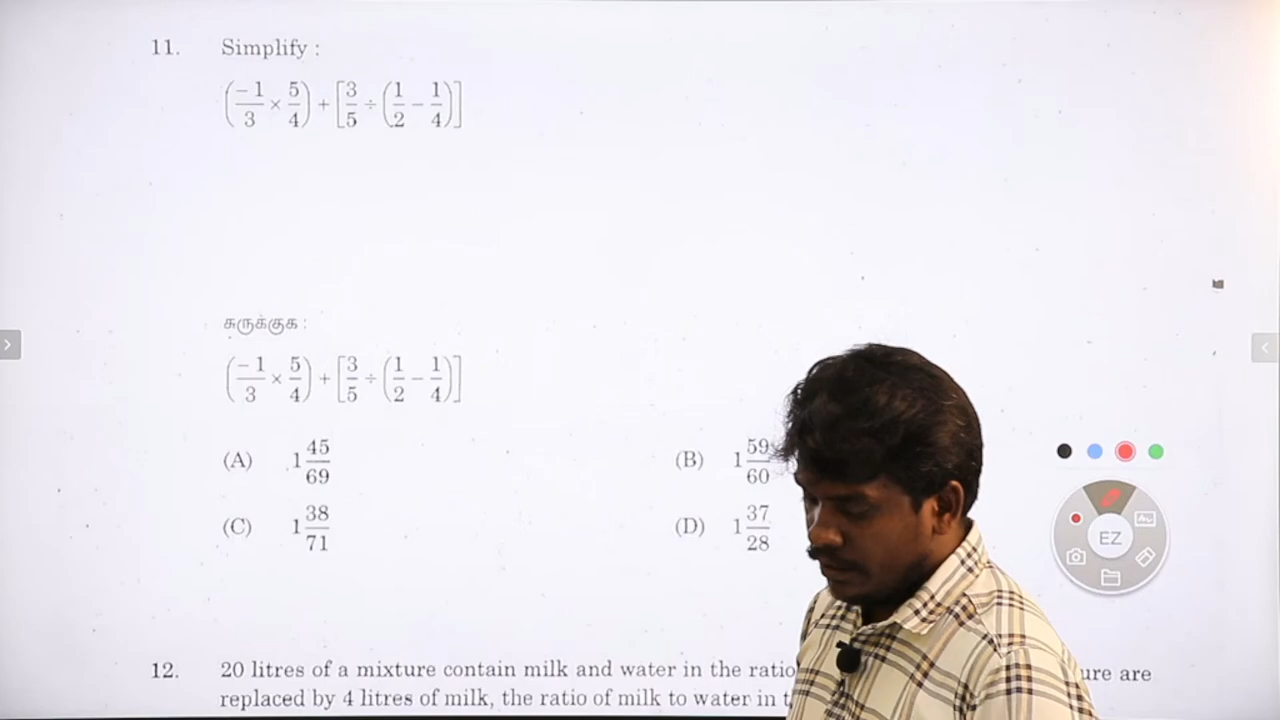 11. Simplify :
(-1/3 × 5/4) + [3/5 ÷ (1/2 − 1/4)]
சுருக்குக :
(-1/3 × 5/4) + [3/5 ÷ (1/2 − 1/4)]
(A) 1 45/69 (B) 1 59/60
(C) 1 38/71 (D) 1 37/28
EZ
12. 20 litres of a mixture contain milk and water in the ratio ure are
replaced by 4 litres of milk, the ratio of milk to water in